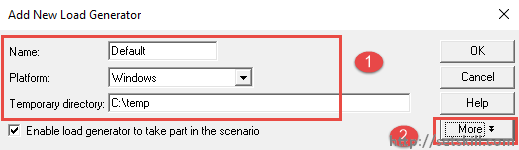 Add New Load Generator
Name: Default
OK
1
Platform: Windows
Cancel
Temporary directory: C:\temp
Help
Enable load generator to take part in the scenario
2
More